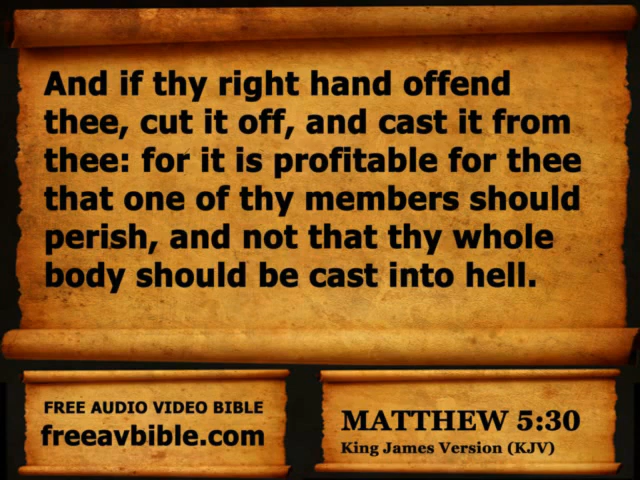 And if thy right hand offend
thee, cut it off, and cast it from
thee: for it is profitable for thee
that one of thy members should
perish, and not that thy whole
body should be cast into hell.
FREE AUDIO VIDEO BIBLE
freeavbible.com
MATTHEW 5:30
King James Version (KJV)